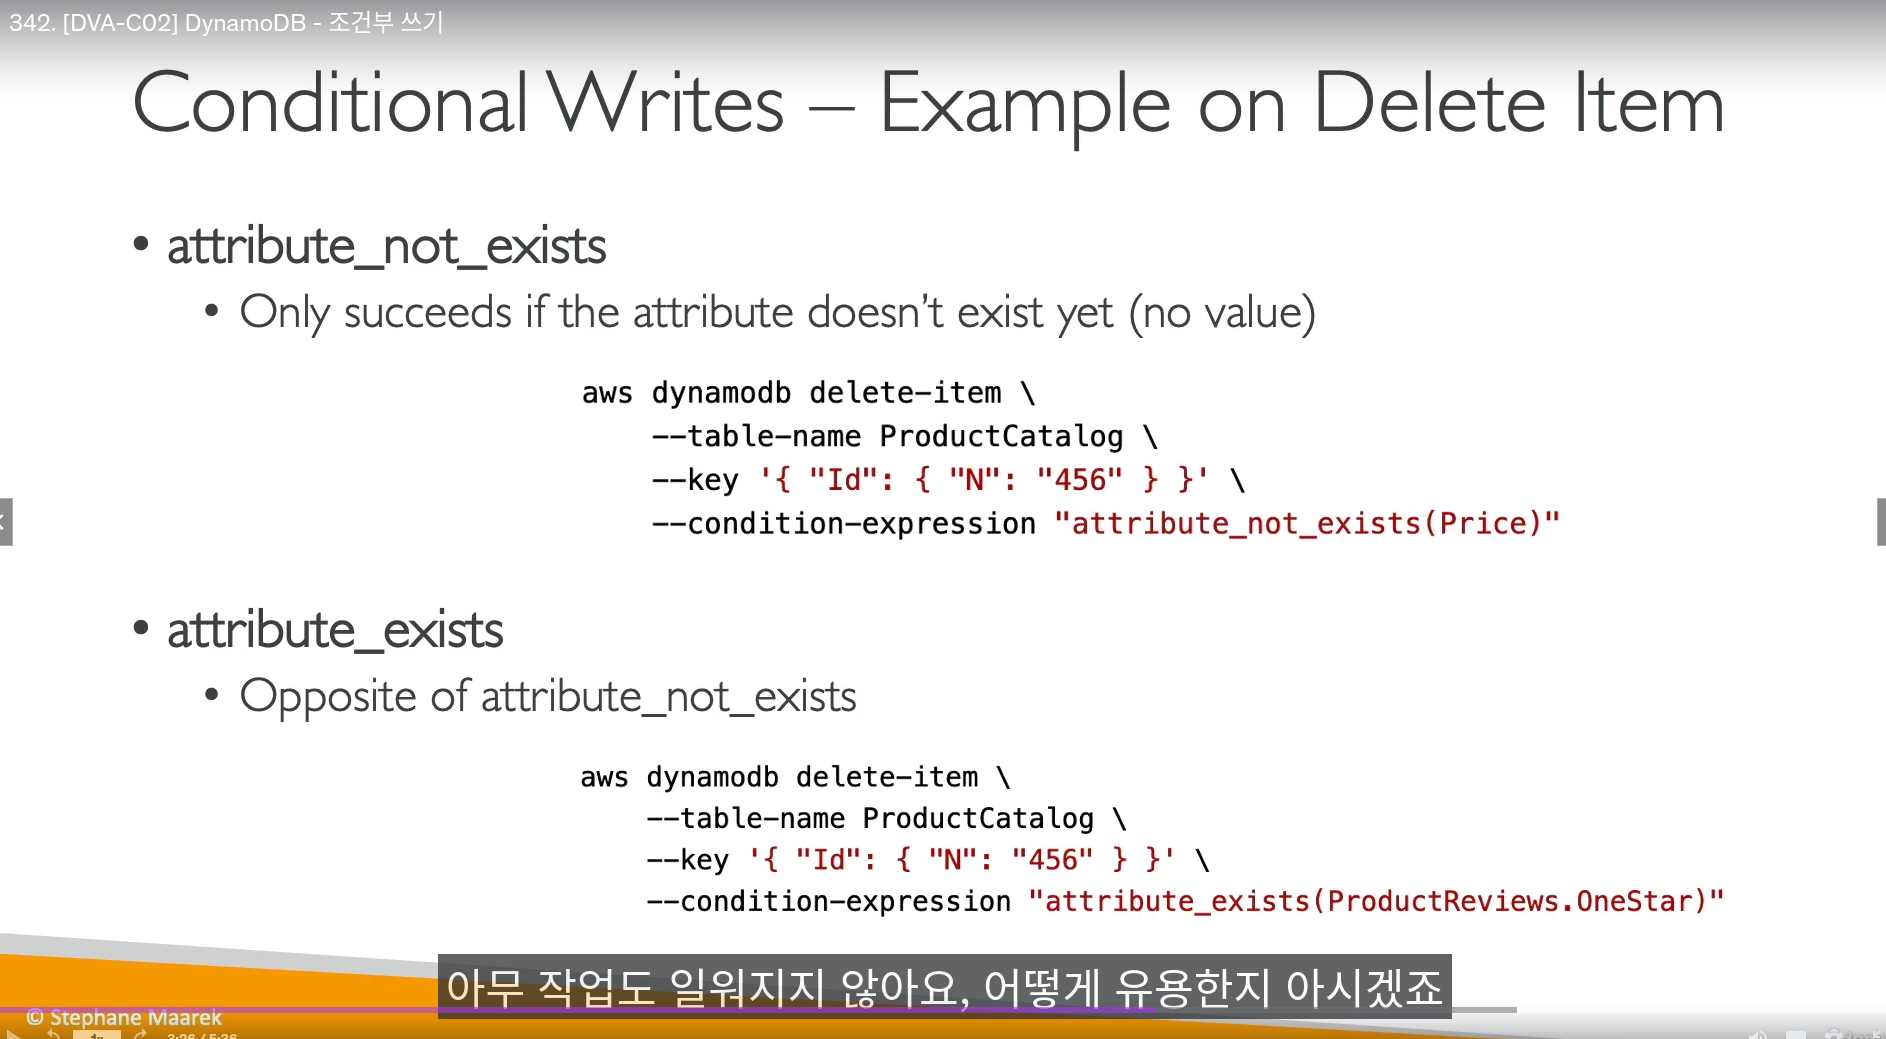 342. [DVA-C02] DynamoDB - 조건부 쓰기
Conditional Writes – Example on Delete Item
• attribute_not_exists
• Only succeeds if the attribute doesn’t exist yet (no value)
aws dynamodb delete-item \
--table-name ProductCatalog \
--key '{ "Id": { "N": "456" } }' \
--condition-expression "attribute_not_exists(Price)"
• attribute_exists
• Opposite of attribute_not_exists
aws dynamodb delete-item \
--table-name ProductCatalog \
--key '{ "Id": { "N": "456" } }' \
--condition-expression "attribute_exists(ProductReviews.OneStar)"
아무 작업도 일워지지 않아요, 어떻게 유용한지 아시겠죠
© Stephane Maarek
3:26 / 5:36